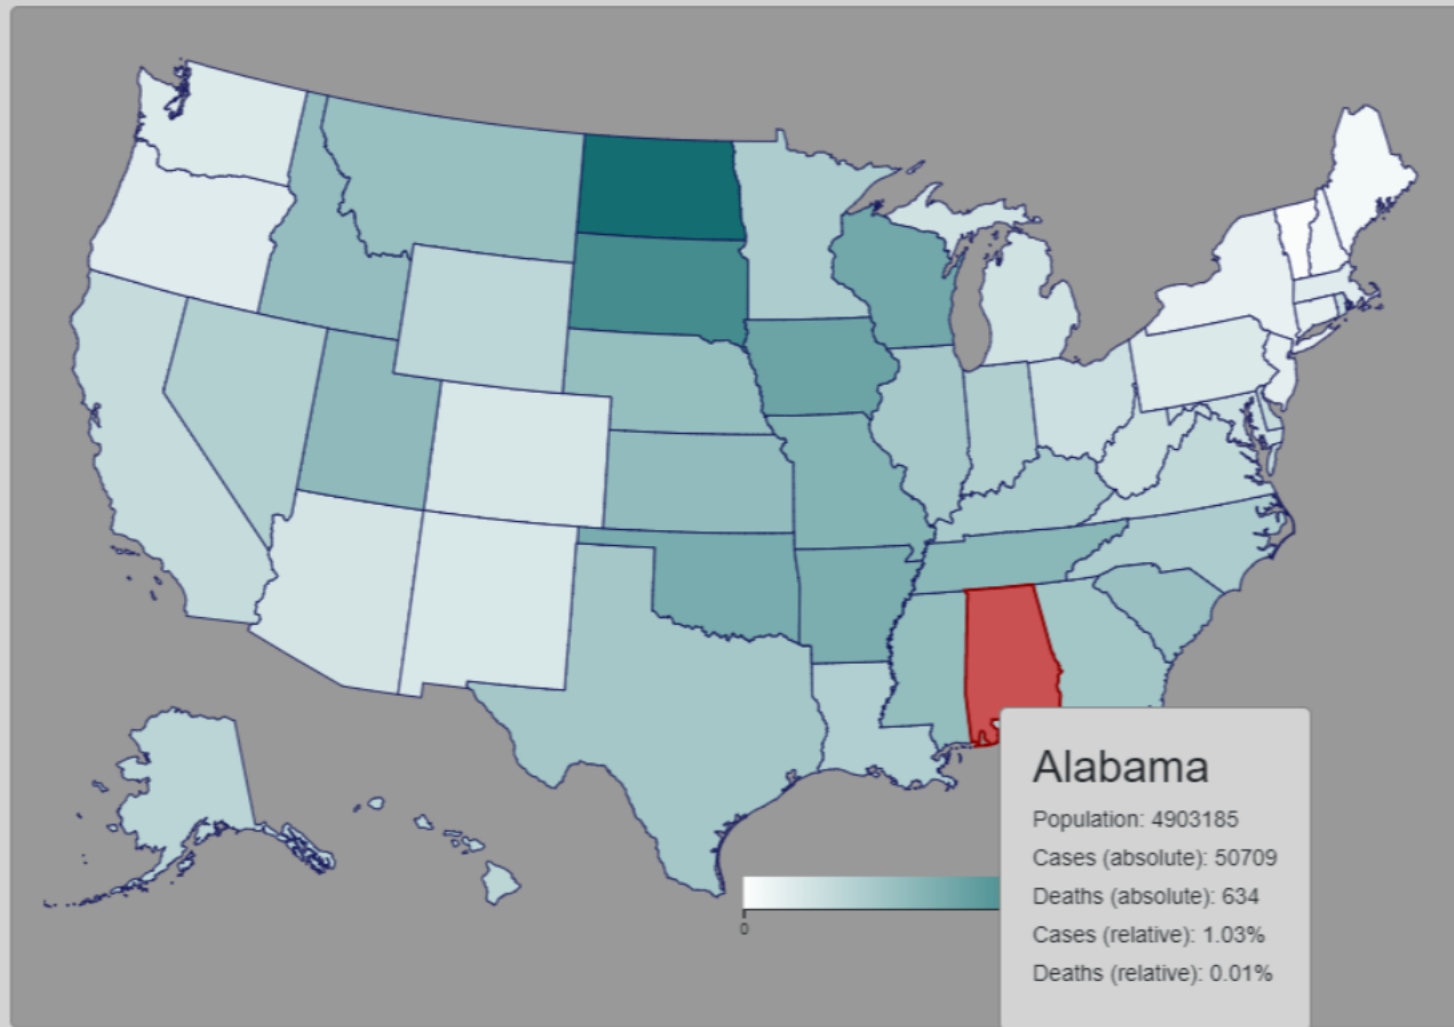 Alabama
Population: 4903185
Cases (absolute): 50709
Deaths (absolute): 634
Cases (relative): 1.03%
Deaths (relative): 0.01%
0